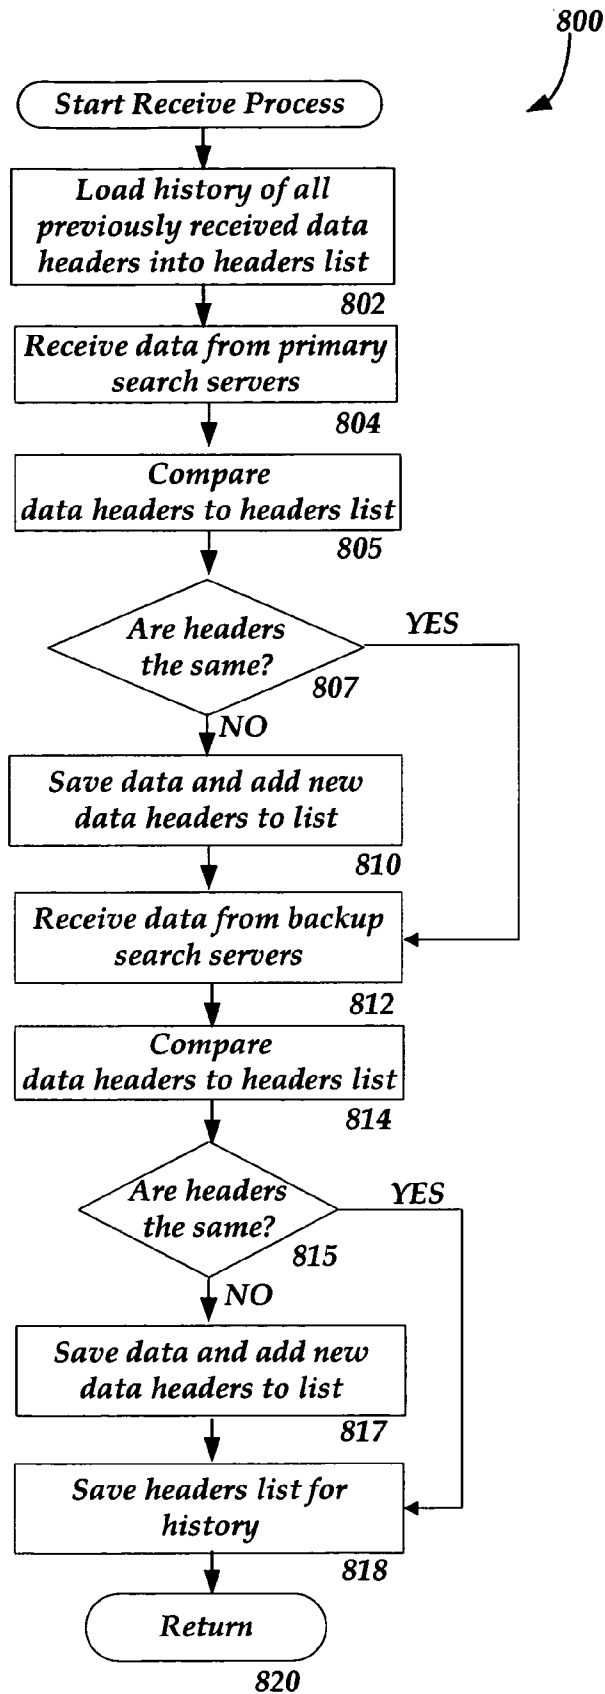 800
Start Receive Process
Load history of all
previously received data
headers into headers list
802
Receive data from primary
search servers
804
Compare
data headers to headers list
805
Are headers
the same?
807
YES
NO
Save data and add new
data headers to list
810
Receive data from backup
search servers
812
Compare
data headers to headers list
814
Are headers
the same?
815
YES
NO
Save data and add new
data headers to list
817
Save headers list for
history
818
Return
820